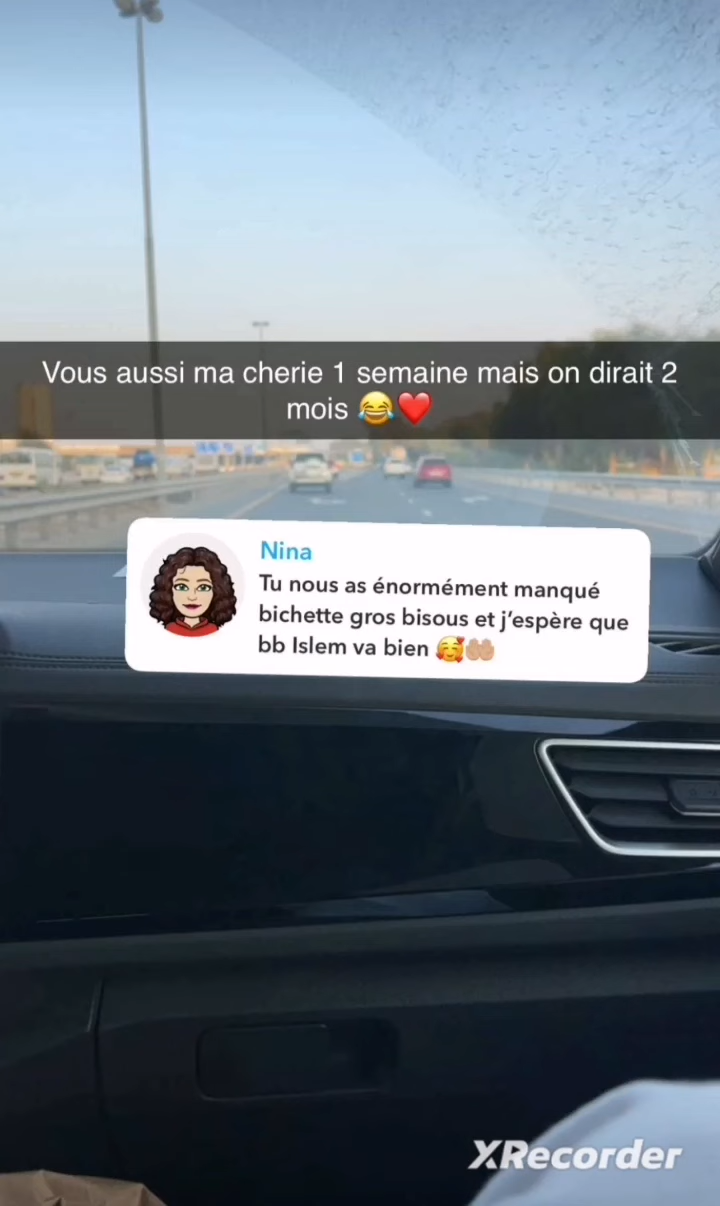 Vous aussi ma cherie 1 semaine mais on dirait 2
mois 😂❤️
Nina
Tu nous as énormément manqué
bichette gros bisous et j'espère que
bb Islem va bien 🥰🤲🏼
XRecorder